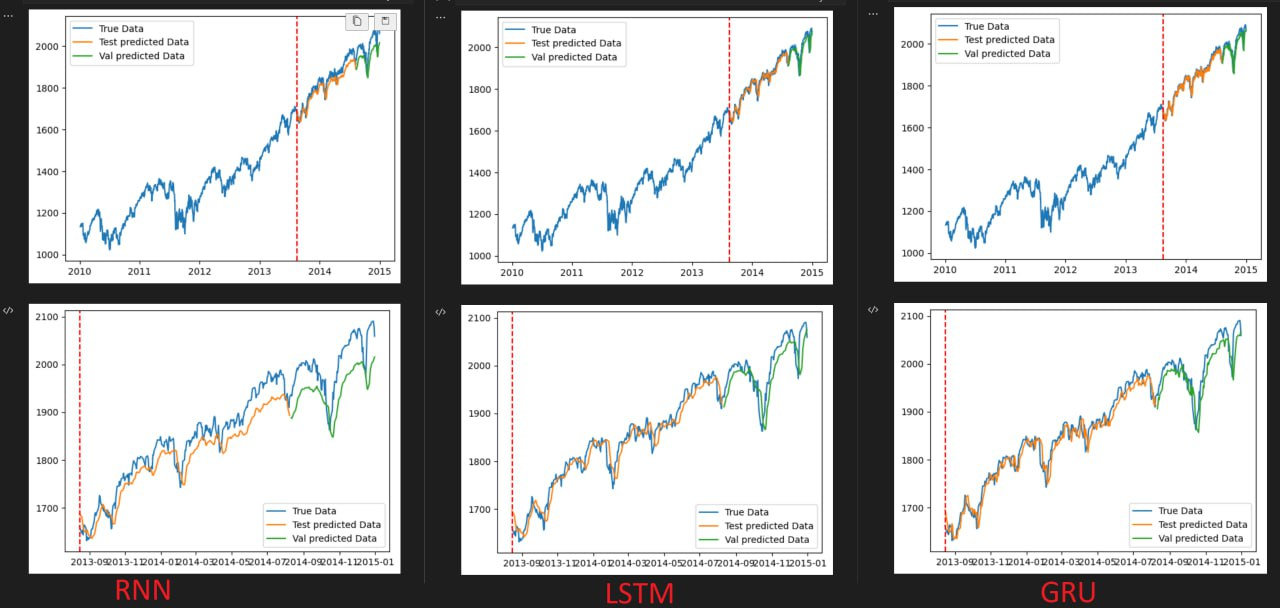 True Data
Test predicted Data
Val predicted Data
2000
1800
1600
1400
1200
1000
2010 2011 2012 2013 2014 2015
True Data
Test predicted Data
Val predicted Data
2000
1800
1600
1400
1200
1000
2010 2011 2012 2013 2014 2015
True Data
Test predicted Data
Val predicted Data
2000
1800
1600
1400
1200
1000
2010 2011 2012 2013 2014 2015
2100
2000
1900
1800
1700
True Data
Test predicted Data
Val predicted Data
2013-09 2013-11 2014-01 2014-03 2014-05 2014-07 2014-09 2014-11 2015-01
RNN
2100
2000
1900
1800
1700
True Data
Test predicted Data
Val predicted Data
2013-09 2013-11 2014-01 2014-03 2014-05 2014-07 2014-09 2014-11 2015-01
LSTM
2100
2000
1900
1800
1700
True Data
Test predicted Data
Val predicted Data
2013-09 2013-11 2014-01 2014-03 2014-05 2014-07 2014-09 2014-11 2015-01
GRU